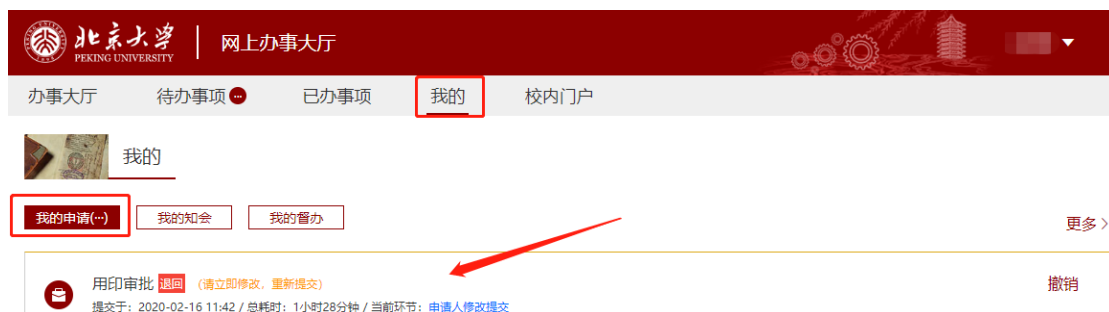 北京大学 网上办事大厅
PEKING UNIVERSITY
办事大厅 待办事项 已办事项 我的 校内门户
我的
我的申请(···) 我的知会 我的督办 更多 >
用印审批 退回 (请立即修改, 重新提交) 撤销
提交于: 2020-02-16 11:42 / 总耗时: 1小时28分钟 / 当前环节: 申请人修改提交